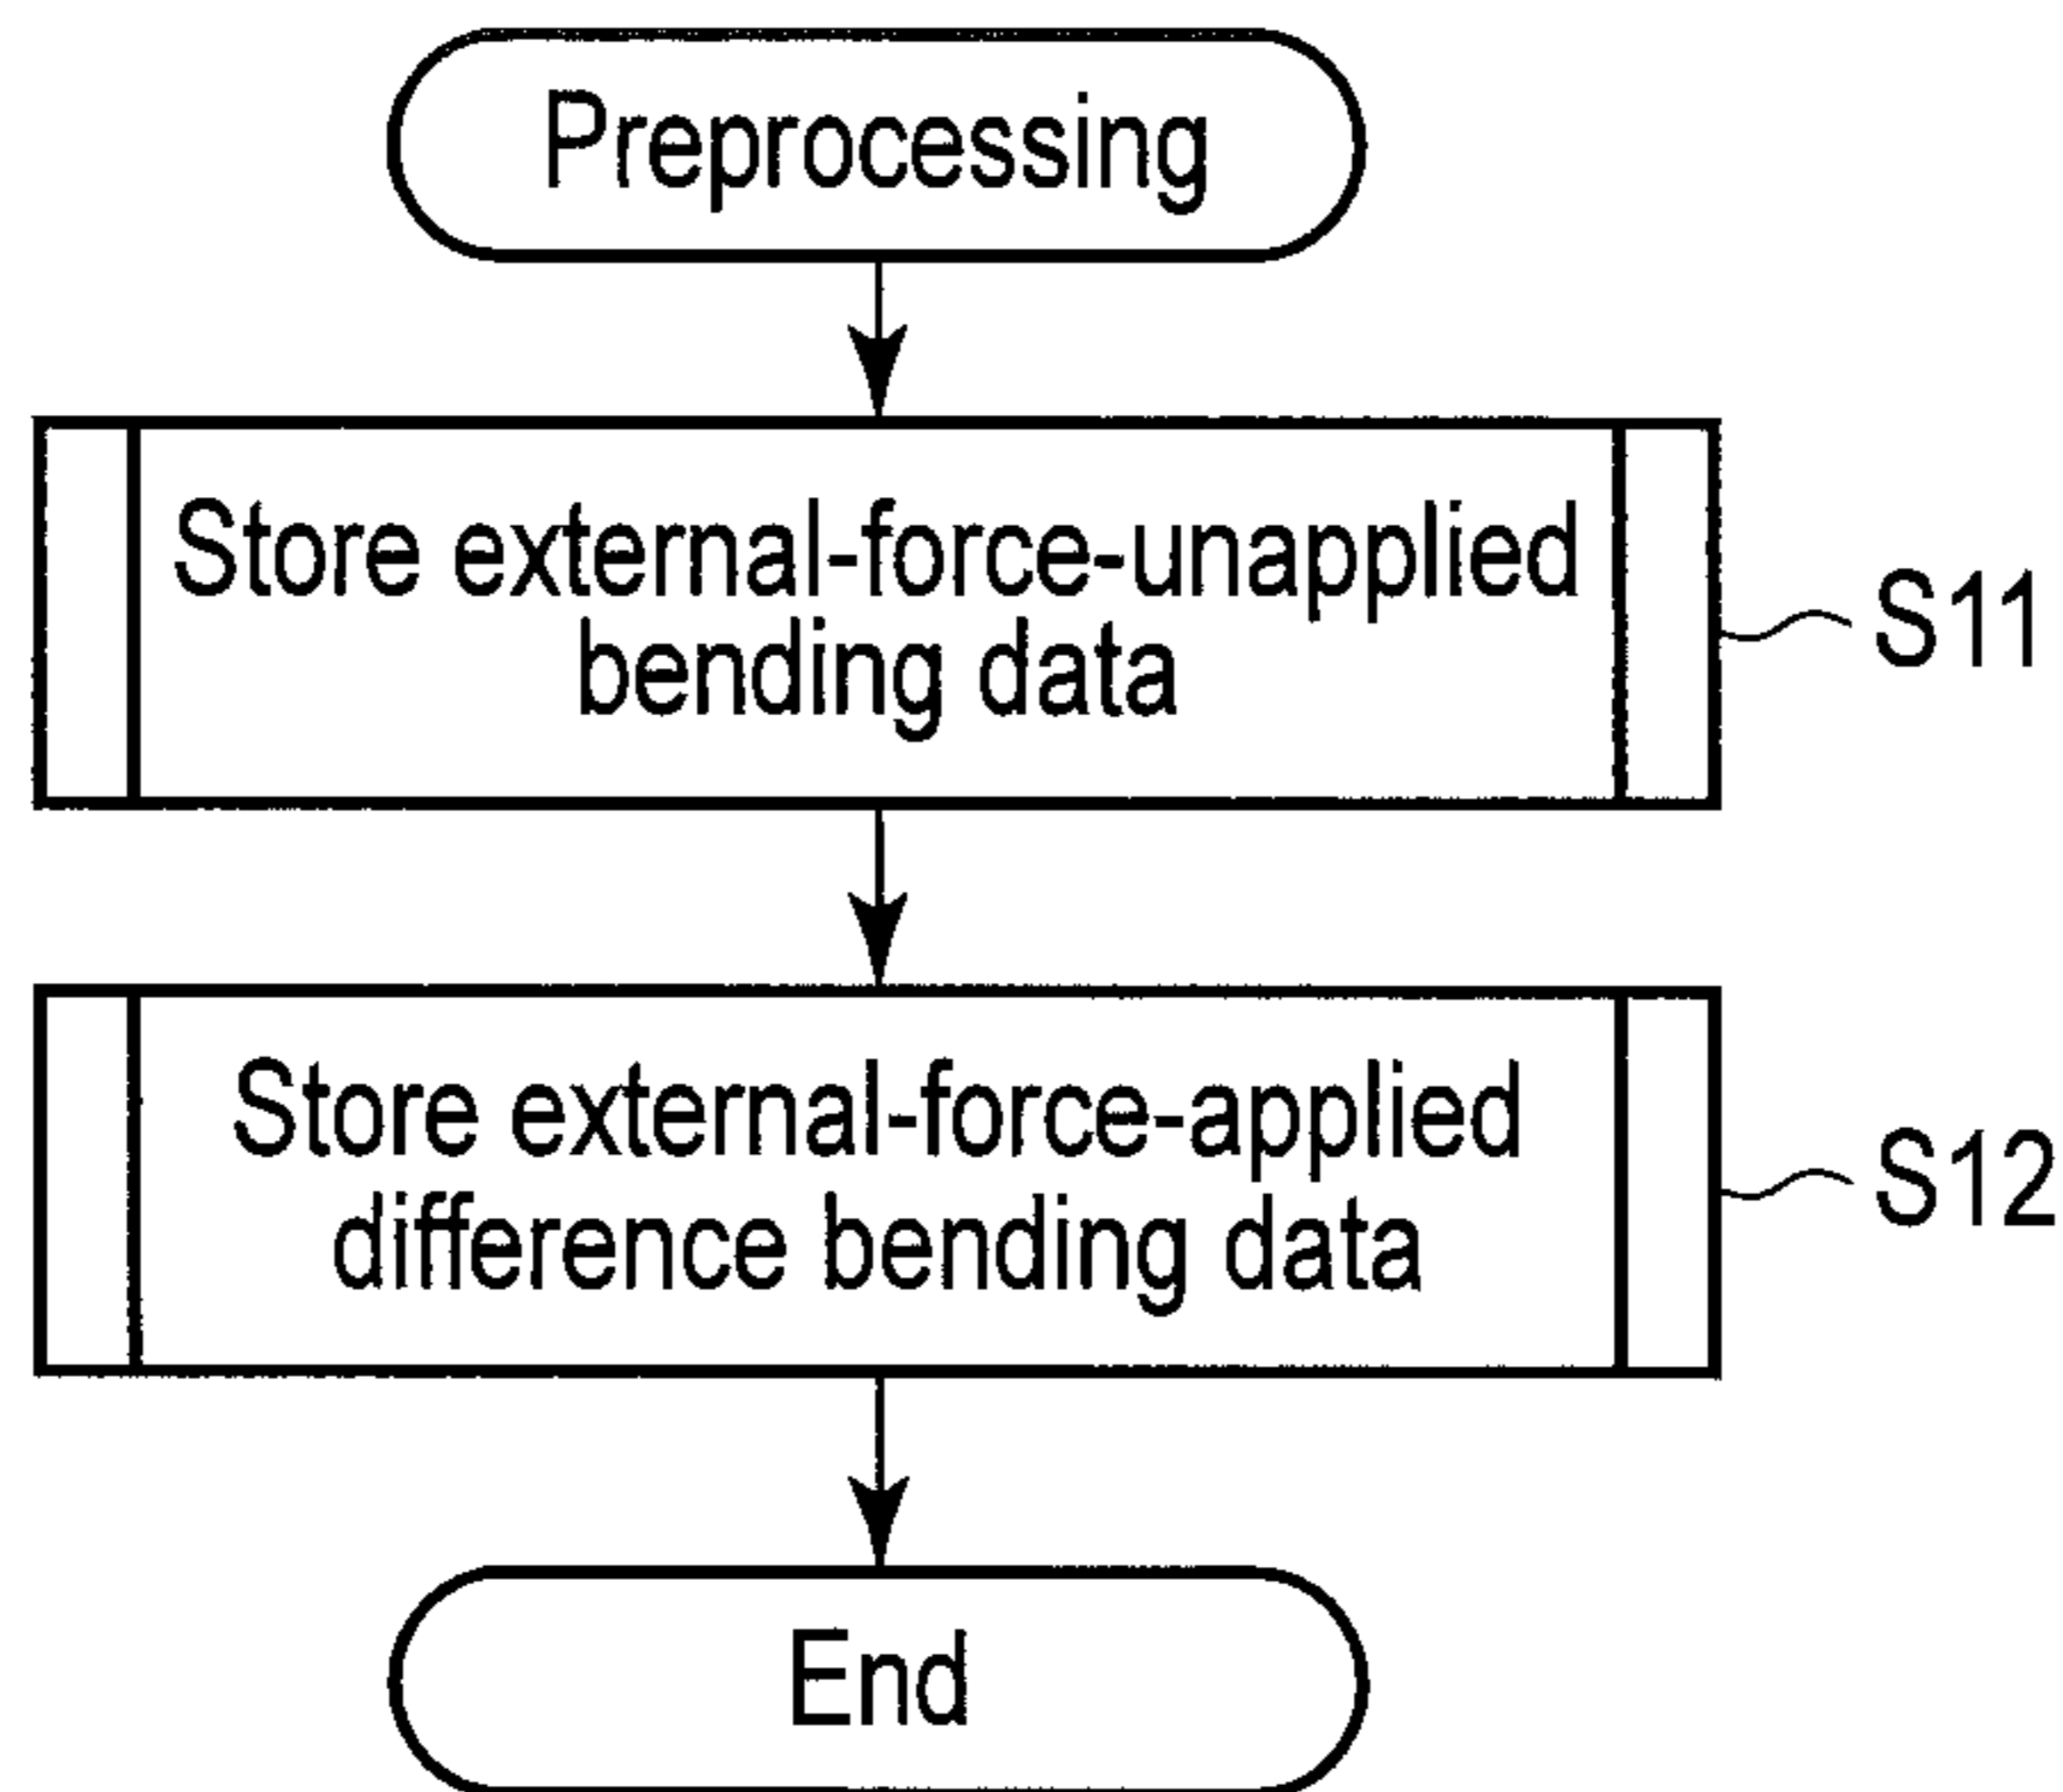 Preprocessing
Store external-force-unapplied
bending data
S11
Store external-force-applied
difference bending data
S12
End